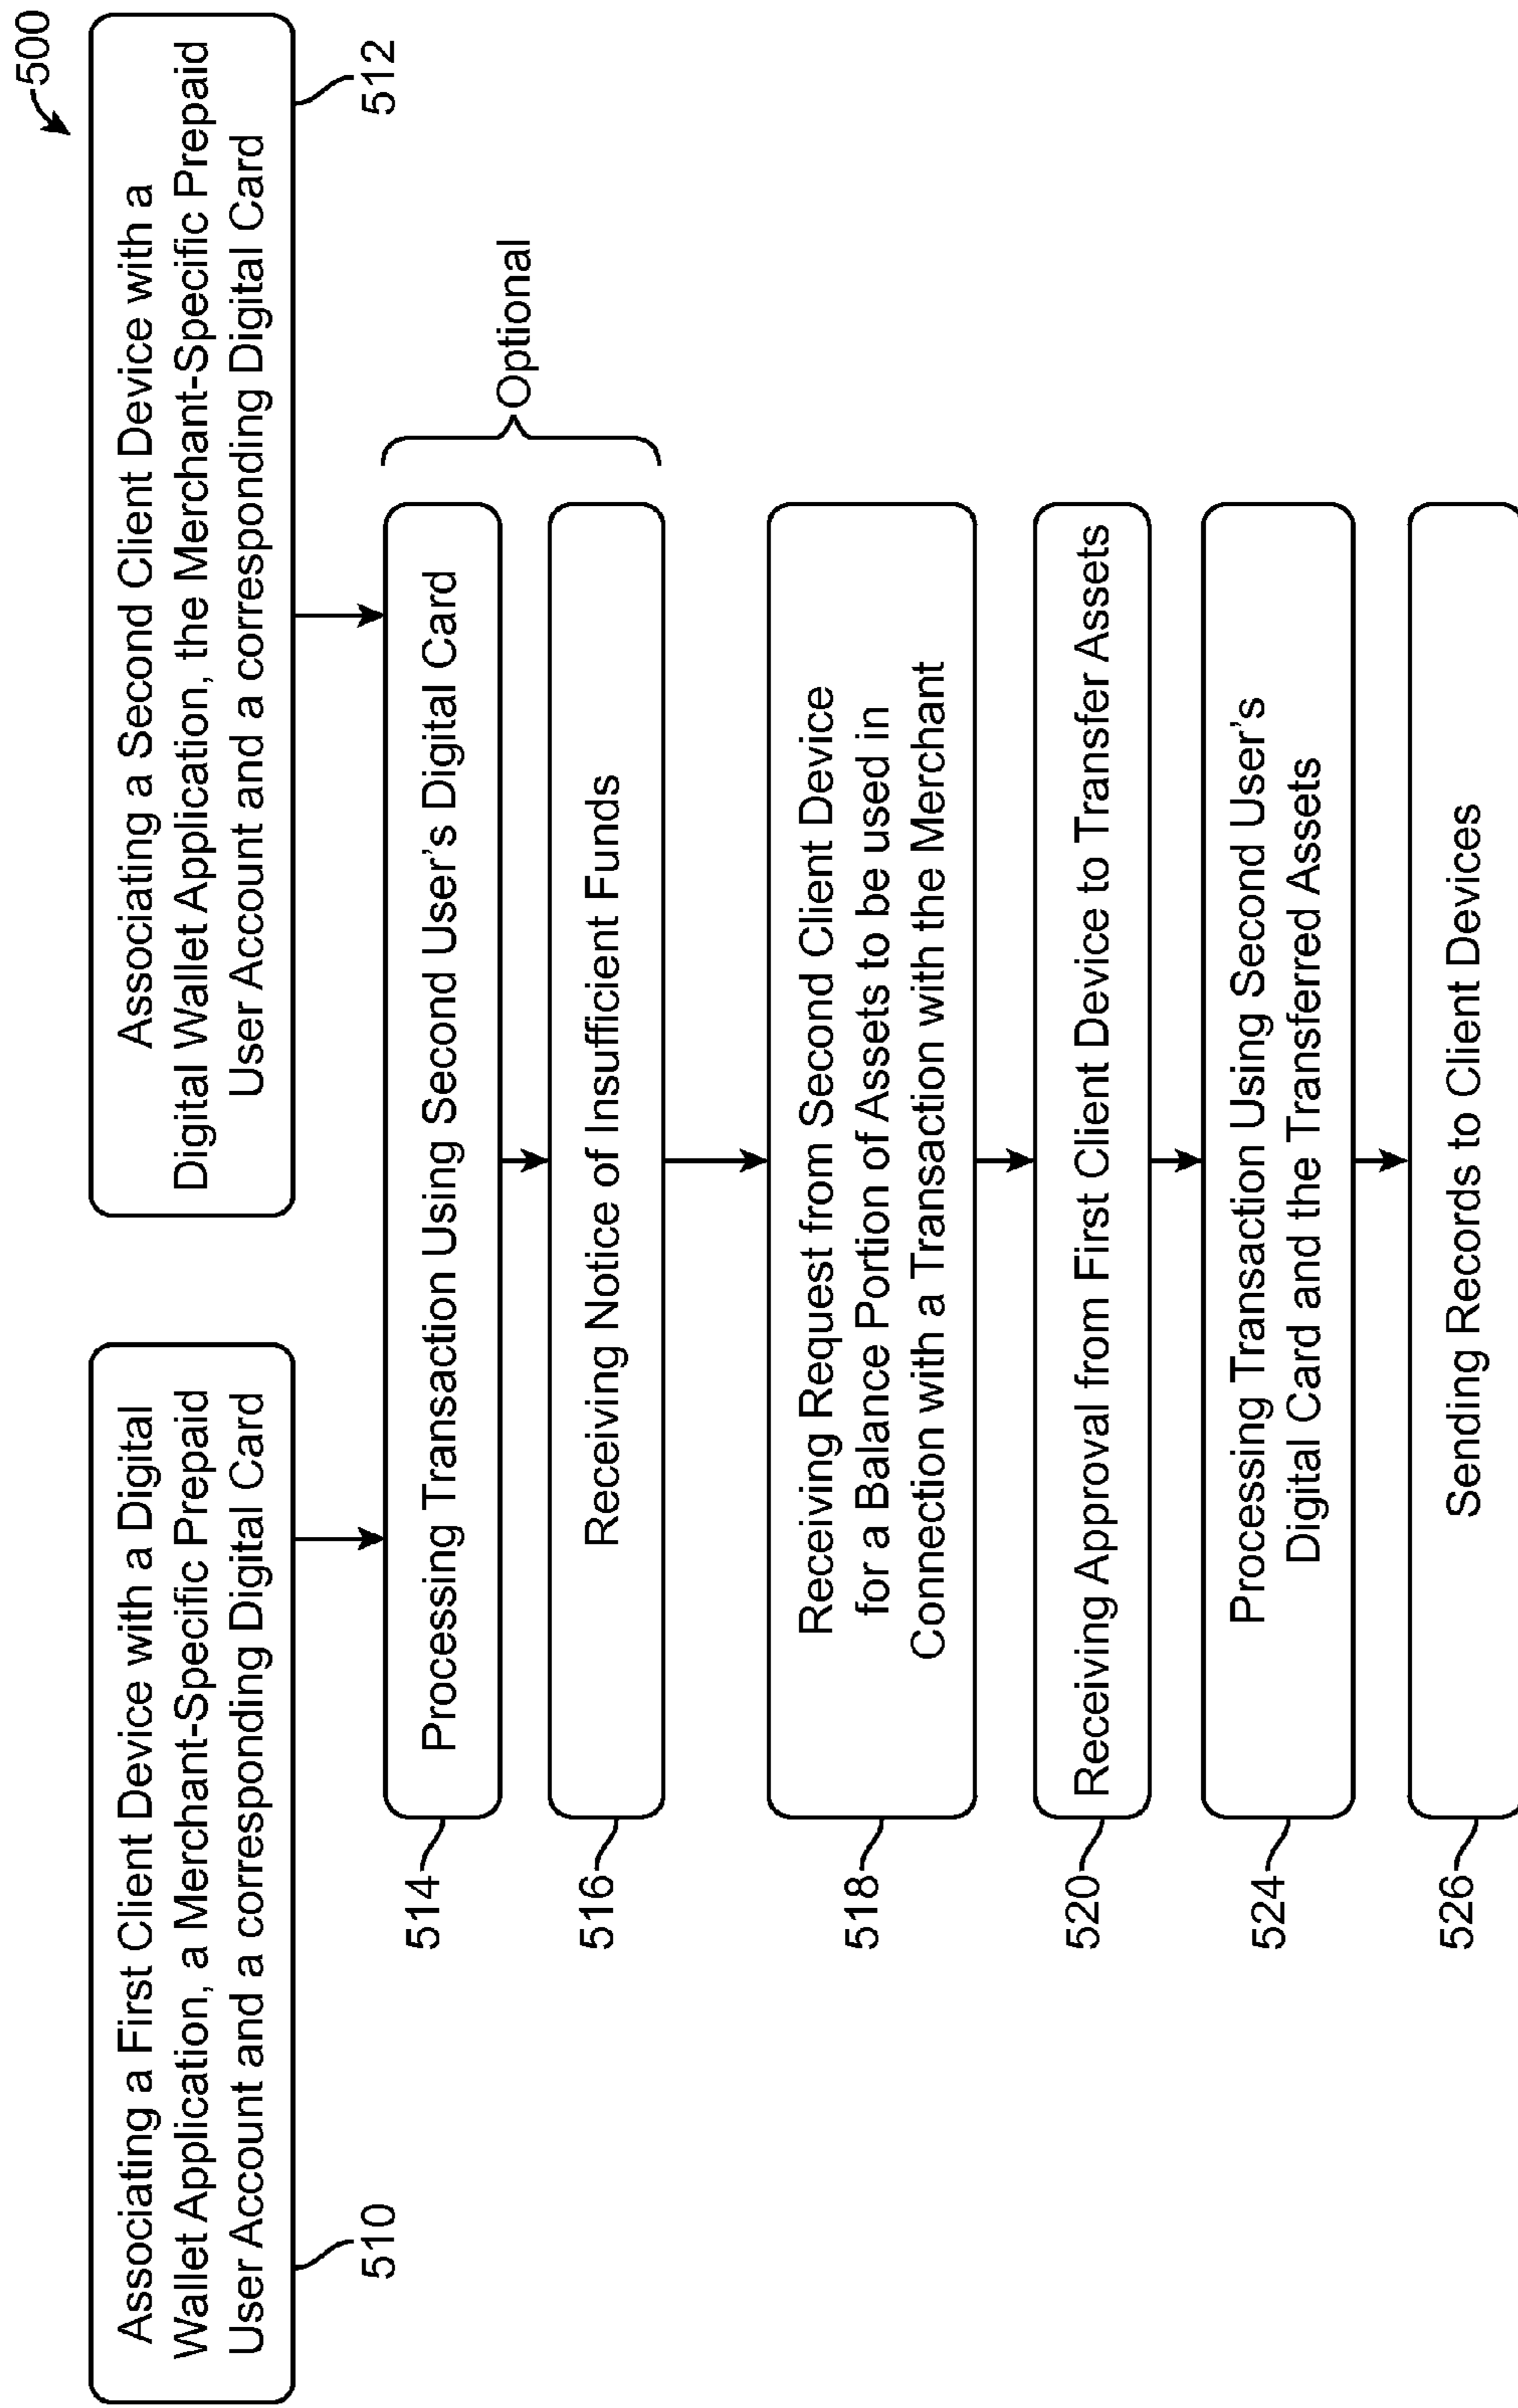 500
Associating a First Client Device with a Digital
Wallet Application, a Merchant-Specific Prepaid
User Account and a corresponding Digital Card
510
Associating a Second Client Device with a
Digital Wallet Application, the Merchant-Specific Prepaid
User Account and a corresponding Digital Card
512
514
Processing Transaction Using Second User's Digital Card
Optional
516
Receiving Notice of Insufficient Funds
518
Receiving Request from Second Client Device
for a Balance Portion of Assets to be used in
Connection with a Transaction with the Merchant
520
Receiving Approval from First Client Device to Transfer Assets
524
Processing Transaction Using Second User's
Digital Card and the Transferred Assets
526
Sending Records to Client Devices